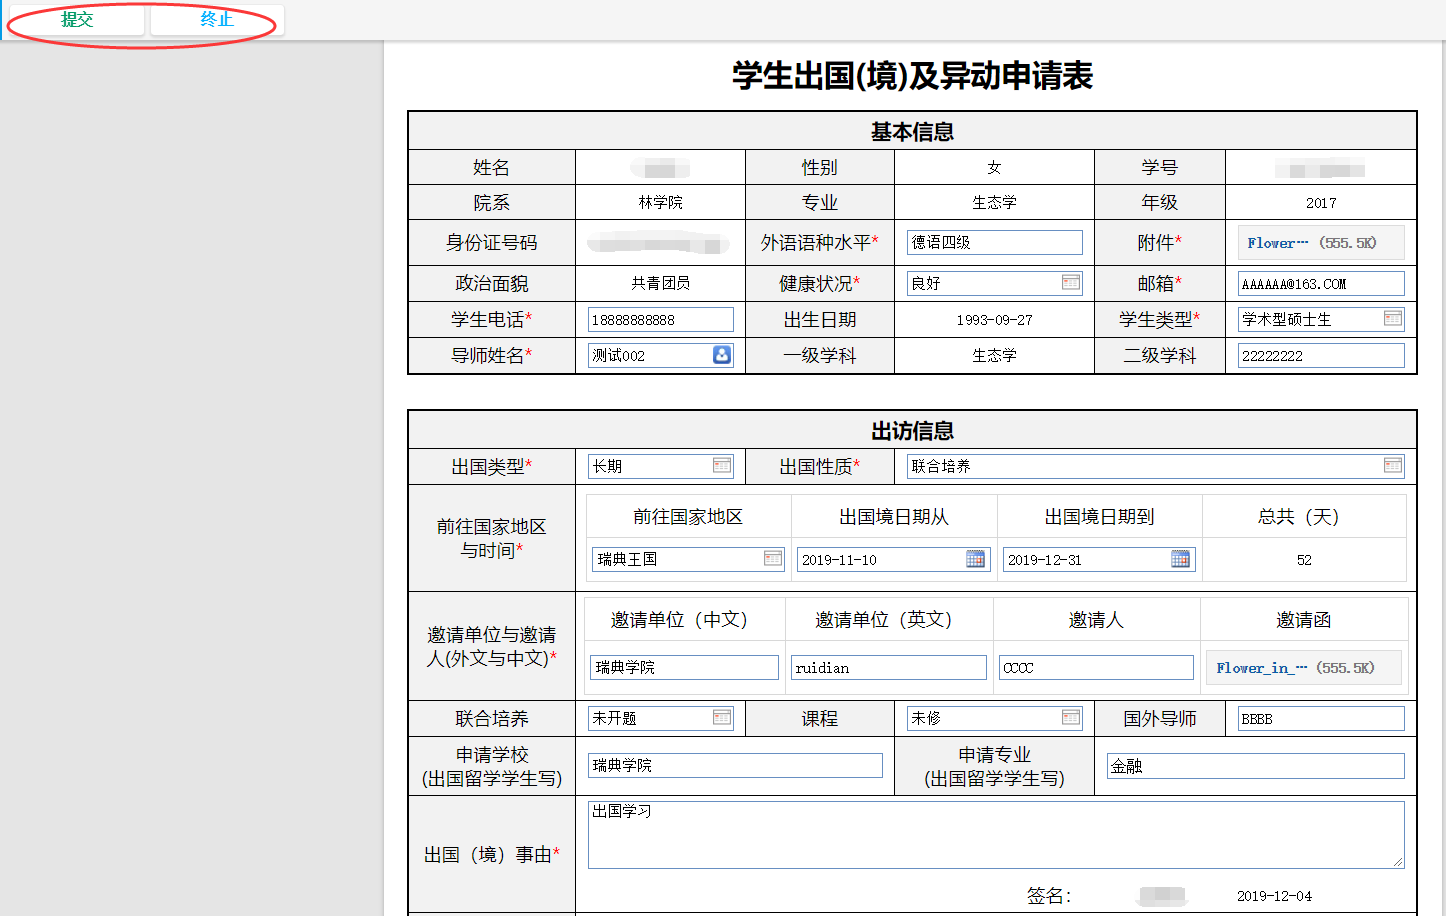 提交 终止
学生出国(境)及异动申请表
基本信息
姓名 性别 女 学号
院系 林学院 专业 生态学 年级 2017
身份证号码 外语语种水平* 德语四级 附件* Flower… (555.5K)
政治面貌 共青团员 健康状况* 良好 邮箱* AAAAAA@163.COM
学生电话* 18888888888 出生日期 1993-09-27 学生类型* 学术型硕士生
导师姓名* 测试002 一级学科 生态学 二级学科 22222222
出访信息
出国类型* 长期 出国性质* 联合培养
前往国家地区
与时间*
前往国家地区 出国境日期从 出国境日期到 总共（天）
瑞典王国 2019-11-10 2019-12-31 52
邀请单位与邀请
人(外文与中文)*
邀请单位（中文） 邀请单位（英文） 邀请人 邀请函
瑞典学院 ruidian CCCC Flower_in_… (555.5K)
联合培养 未开题 课程 未修 国外导师 BBBB
申请学校
(出国留学学生写)
瑞典学院
申请专业
(出国留学学生写)
金融
出国（境）事由*
出国学习
签名： 2019-12-04